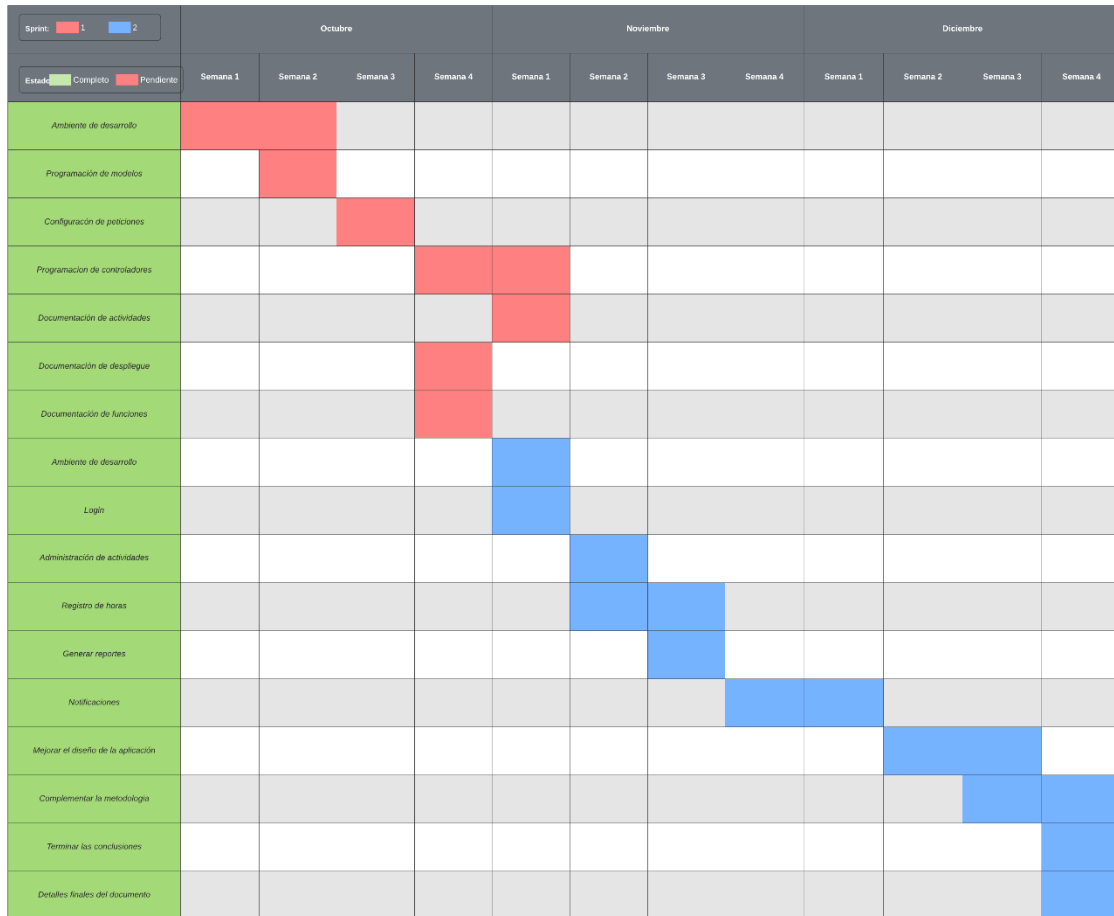 Sprint: 1 2
Octubre Noviembre Diciembre
Estado Completo Pendiente
Semana 1 Semana 2 Semana 3 Semana 4 Semana 1 Semana 2 Semana 3 Semana 4 Semana 1 Semana 2 Semana 3 Semana 4
Ambiente de desarrollo
Programación de modelos
Configuracón de peticiones
Programacion de controladores
Documentación de actividades
Documentación de despliegue
Documentación de funciones
Ambiente de desarrollo
Login
Administración de actividades
Registro de horas
Generar reportes
Notificaciones
Mejorar el diseño de la aplicación
Complementar la metodologia
Terminar las conclusiones
Detalles finales del documento